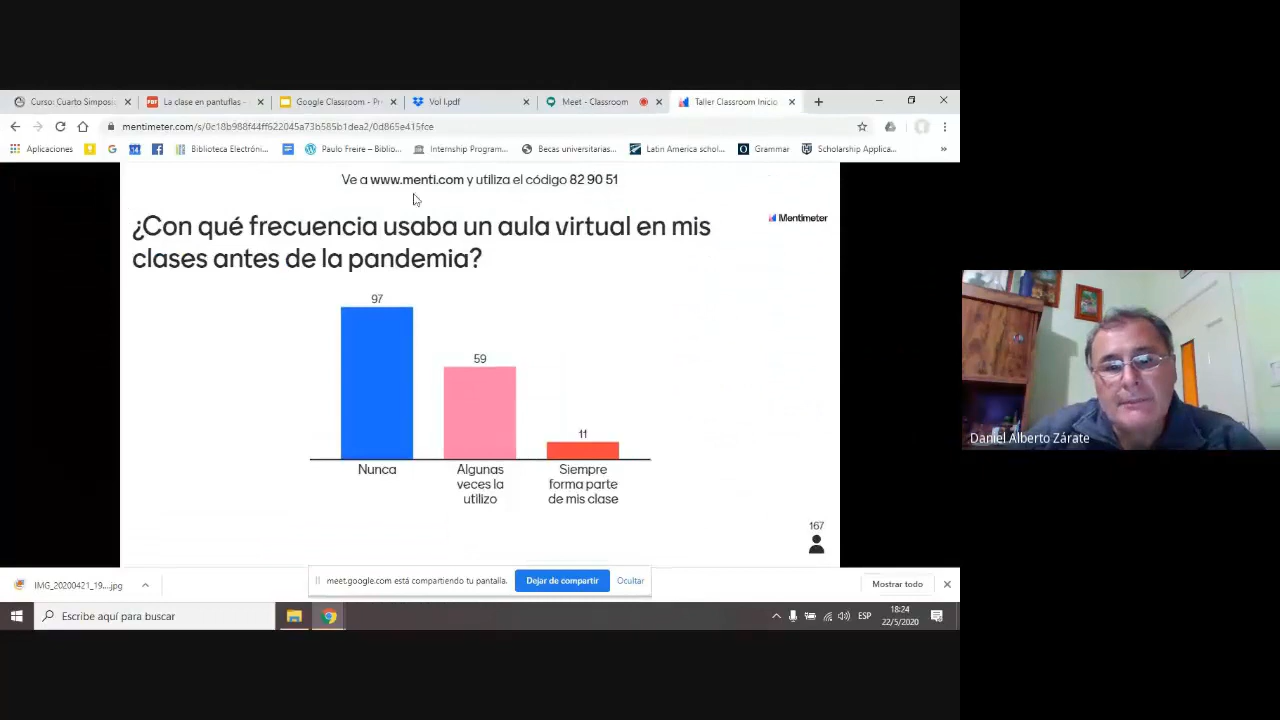 Curso: Cuarto Simposi
La clase en pantuflas -
Google Classroom - Pr
Vol I.pdf
Meet - Classroom
Taller Classroom Inicio
mentimeter.com/s/0c18b988f44ff622045a73b585b1dea2/0d865e415fce
Aplicaciones
Biblioteca Electróni...
Paulo Freire – Biblio...
Internship Program...
Becas universitarias...
Latin America schol...
Grammar
Scholarship Applica...
»
Ve a www.menti.com y utiliza el código 82 90 51
¿Con qué frecuencia usaba un aula virtual en mis
clases antes de la pandemia?
Mentimeter
97
59
11
Nunca
Algunas
veces la
utilizo
Siempre
forma parte
de mis clase
167
Daniel Alberto Zárate
IMG_20200421_19....jpg
meet.google.com está compartiendo tu pantalla.
Dejar de compartir
Ocultar
Mostrar todo
Escribe aquí para buscar
ESP
18:24
22/5/2020